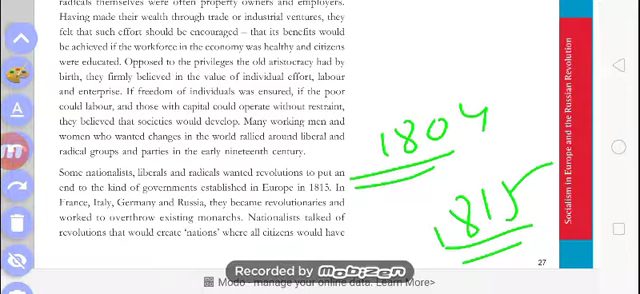 radicals themselves were often property owners and employers.
Having made their wealth through trade or industrial ventures, they
felt that such effort should be encouraged – that its benefits would
be achieved if the workforce in the economy was healthy and citizens
were educated. Opposed to the privileges the old aristocracy had by
birth, they firmly believed in the value of individual effort, labour
and enterprise. If freedom of individuals was ensured, if the poor
could labour, and those with capital could operate without restraint,
they believed that societies would develop. Many working men and
women who wanted changes in the world rallied around liberal and
radical groups and parties in the early nineteenth century.
1804
Some nationalists, liberals and radicals wanted revolutions to put an
end to the kind of governments established in Europe in 1815. In
France, Italy, Germany and Russia, they became revolutionaries and
worked to overthrow existing monarchs. Nationalists talked of
revolutions that would create ‘nations’ where all citizens would have
1815
Socialism in Europe and the Russian Revolution
27
A
Recorded by MOBIZEN
manage your online data. Learn More>